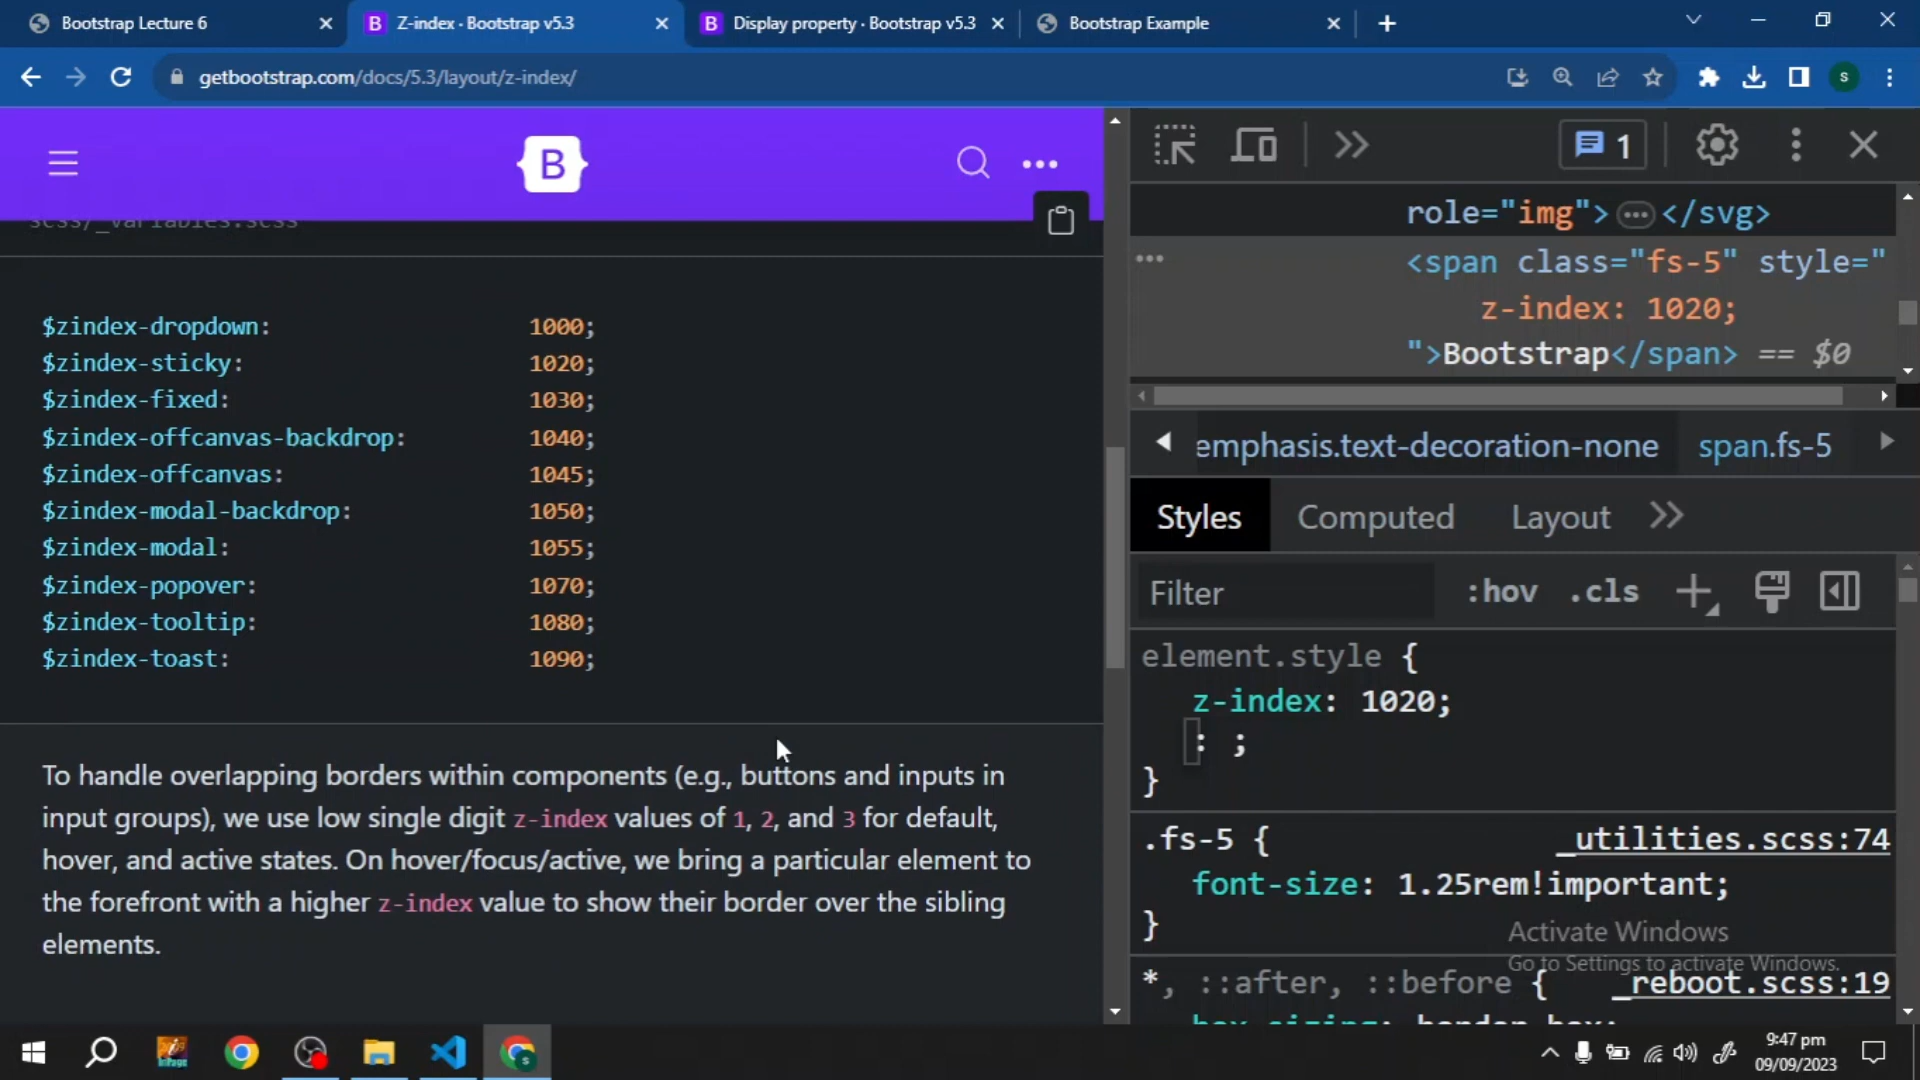 Bootstrap Lecture 6
Z-index · Bootstrap v5.3
Display property · Bootstrap v5.3
Bootstrap Example
getbootstrap.com/docs/5.3/layout/z-index/
S
B
1
scss/_variables.scss
$zindex-dropdown: 1000;
$zindex-sticky: 1020;
$zindex-fixed: 1030;
$zindex-offcanvas-backdrop: 1040;
$zindex-offcanvas: 1045;
$zindex-modal-backdrop: 1050;
$zindex-modal: 1055;
$zindex-popover: 1070;
$zindex-tooltip: 1080;
$zindex-toast: 1090;
To handle overlapping borders within components (e.g., buttons and inputs in
input groups), we use low single digit z-index values of 1, 2, and 3 for default,
hover, and active states. On hover/focus/active, we bring a particular element to
the forefront with a higher z-index value to show their border over the sibling
elements.
role="img"> ••• </svg>
<span class="fs-5" style="
z-index: 1020;
">Bootstrap</span> == $0
emphasis.text-decoration-none span.fs-5
Styles Computed Layout
Filter :hov .cls
element.style {
z-index: 1020;
: ;
}
.fs-5 { _utilities.scss:74
font-size: 1.25rem!important;
}
*, ::after, ::before { _reboot.scss:19
box-sizing: border-box;
Activate Windows
Go to Settings to activate Windows.
9:47 pm
09/09/2023